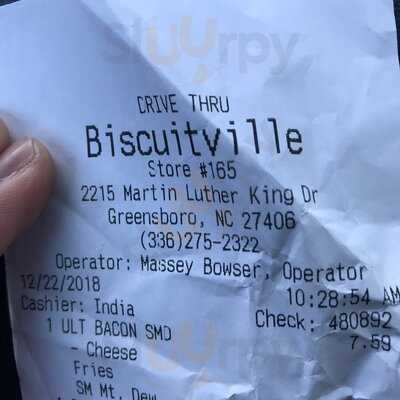 Sluurpy
DRIVE THRU
Biscuitville
Store #165
2215 Martin Luther King Dr
Greensboro, NC 27406
(336)275-2322
Operator: Massey Bowser, Operator
12/22/2018 10:28:54 AM
Cashier: India Check: 480892
1 ULT BACON SMD 7.59
- Cheese
Fries
SM Mt. Dew